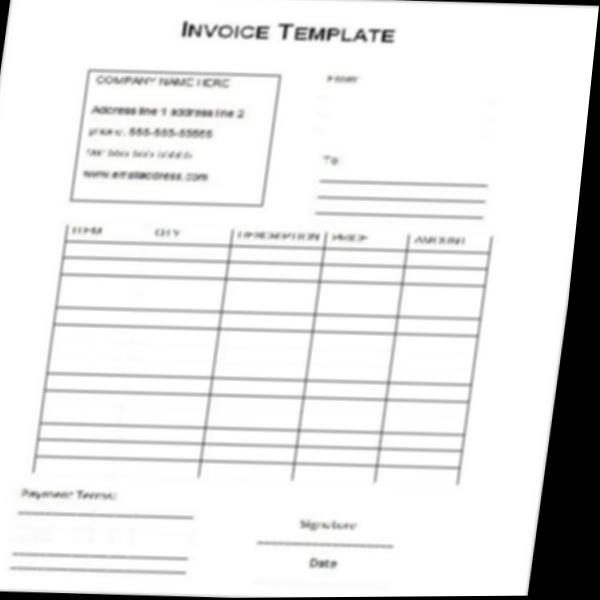 INVOICE TEMPLATE
COMPANY NAME HERE
Address line 1 address line 2
phone: 555-555-55555
www.emailaddress.com
From:
To:
ITEM QTY DESCRIPTION PRICE AMOUNT
Payment Terms:
Signature
Date